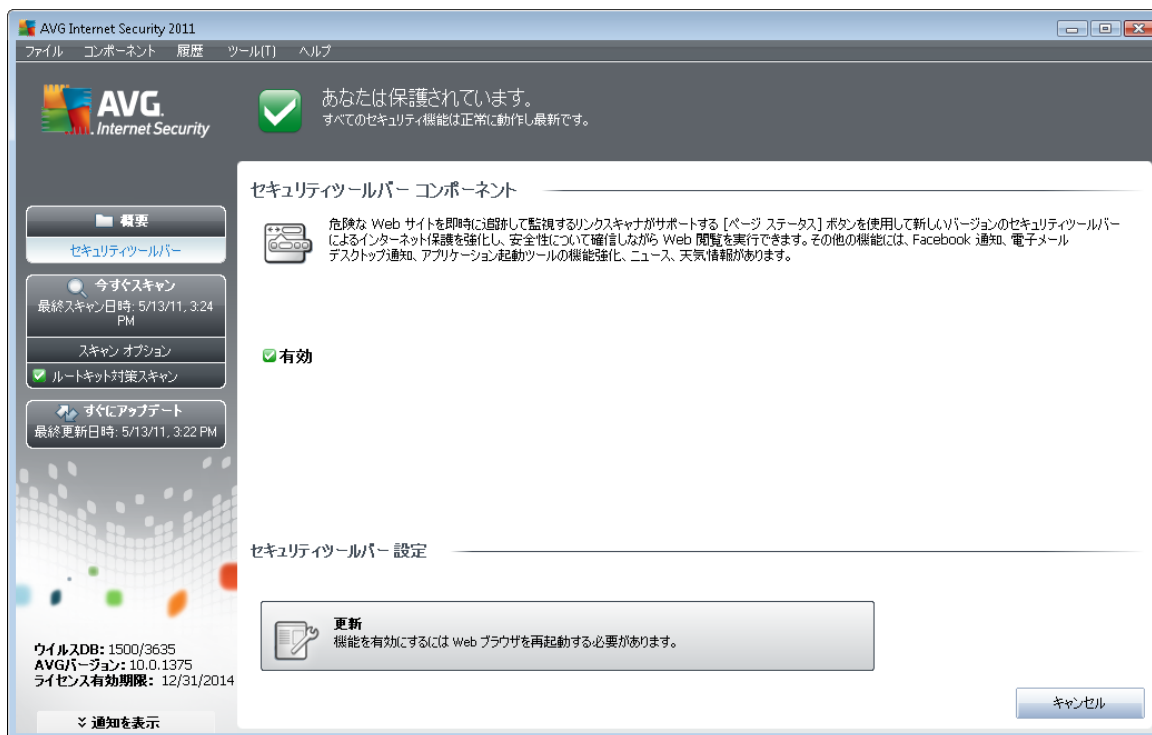 AVG Internet Security 2011
ファイル コンポーネント 履歴 ツール(T) ヘルプ
AVG.
Internet Security
あなたは保護されています。
すべてのセキュリティ機能は正常に動作し最新です。
概要
セキュリティツールバー
今すぐスキャン
最終スキャン日時: 5/13/11, 3:24
PM
スキャン オプション
ルートキット対策スキャン
すぐにアップデート
最終更新日時: 5/13/11, 3:22 PM
ウイルスDB: 1500/3635
AVGバージョン: 10.0.1375
ライセンス有効期限: 12/31/2014
通知を表示
セキュリティツールバー コンポーネント
危険な Web サイトを即時に追跡して監視するリンクスキャナがサポートする [ページ ステータス] ボタンを使用して新しいバージョンのセキュリティツールバー
によるインターネット保護を強化し、安全性について確信しながら Web 閲覧を実行できます。その他の機能には、Facebook 通知、電子メール
デスクトップ通知、アプリケーション起動ツールの機能強化、ニュース、天気情報があります。
有効
セキュリティツールバー 設定
更新
機能を有効にするには Web ブラウザを再起動する必要があります。
キャンセル